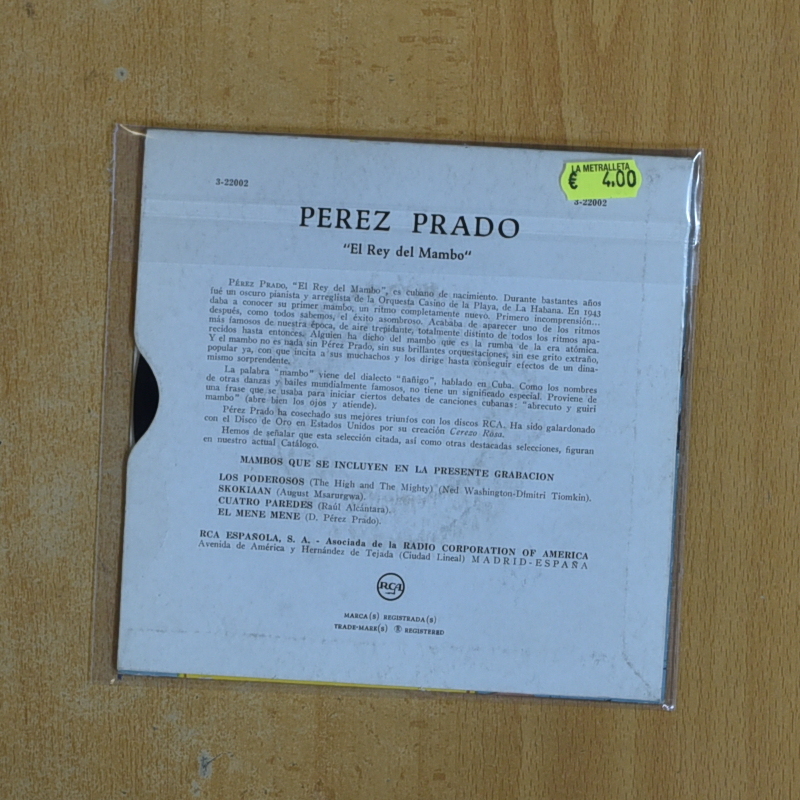 LA METRALLETA
€ 4,00
3-22002
3-22002
PEREZ PRADO
"El Rey del Mambo"
PÉREZ PRADO, "El Rey del Mambo", es cubano de nacimiento. Durante bastantes años
fué un oscuro pianista y arreglista de la Orquesta Casino de la Playa, de La Habana. En 1943
daba a conocer su primer mambo, un ritmo completamente nuevo. Primero incomprensión...
después, como todos sabemos, el éxito asombroso. Acababa de aparecer uno de los ritmos
más famosos de nuestra época, de aire trepidante, totalmente distinto de todos los ritmos apa-
recidos hasta entonces. Alguien ha dicho del mambo que es la rumba de la era atómica.
Y el mambo no es nada sin Pérez Prado, sin sus brillantes orquestaciones, sin ese grito extraño,
popular ya, con que incita a sus muchachos y los dirige hasta conseguir efectos de un dina-
mismo sorprendente.
La palabra "mambo" viene del dialecto "ñañigo", hablado en Cuba. Como los nombres
de otras danzas y bailes mundialmente famosos, no tiene un significado especial. Proviene de
una frase que se usaba para iniciar ciertos debates de canciones cubanas: "abrecuto y guiri
mambo" (abre bien los ojos y atiende).
Pérez Prado ha cosechado sus mejores triunfos con los discos RCA. Ha sido galardonado
con el Disco de Oro en Estados Unidos por su creación Cerezo Rosa.
Hemos de señalar que esta selección citada, así como otras destacadas selecciones, figuran
en nuestro actual Catálogo.
MAMBOS QUE SE INCLUYEN EN LA PRESENTE GRABACION
LOS PODEROSOS (The High and The Mighty) (Ned Washington-Dimitri Tiomkin).
SKOKIAAN (August Msarurgwa).
CUATRO PAREDES (Raúl Alcántara).
EL MENE MENE (D. Pérez Prado).
RCA ESPAÑOLA, S. A. - Asociada de la RADIO CORPORATION OF AMERICA
Avenida de América y Hernández de Tejada (Ciudad Lineal) MADRID-ESPAÑA
RCA
MARCA(S) REGISTRADA(S)
TRADE-MARK(S) ® REGISTERED